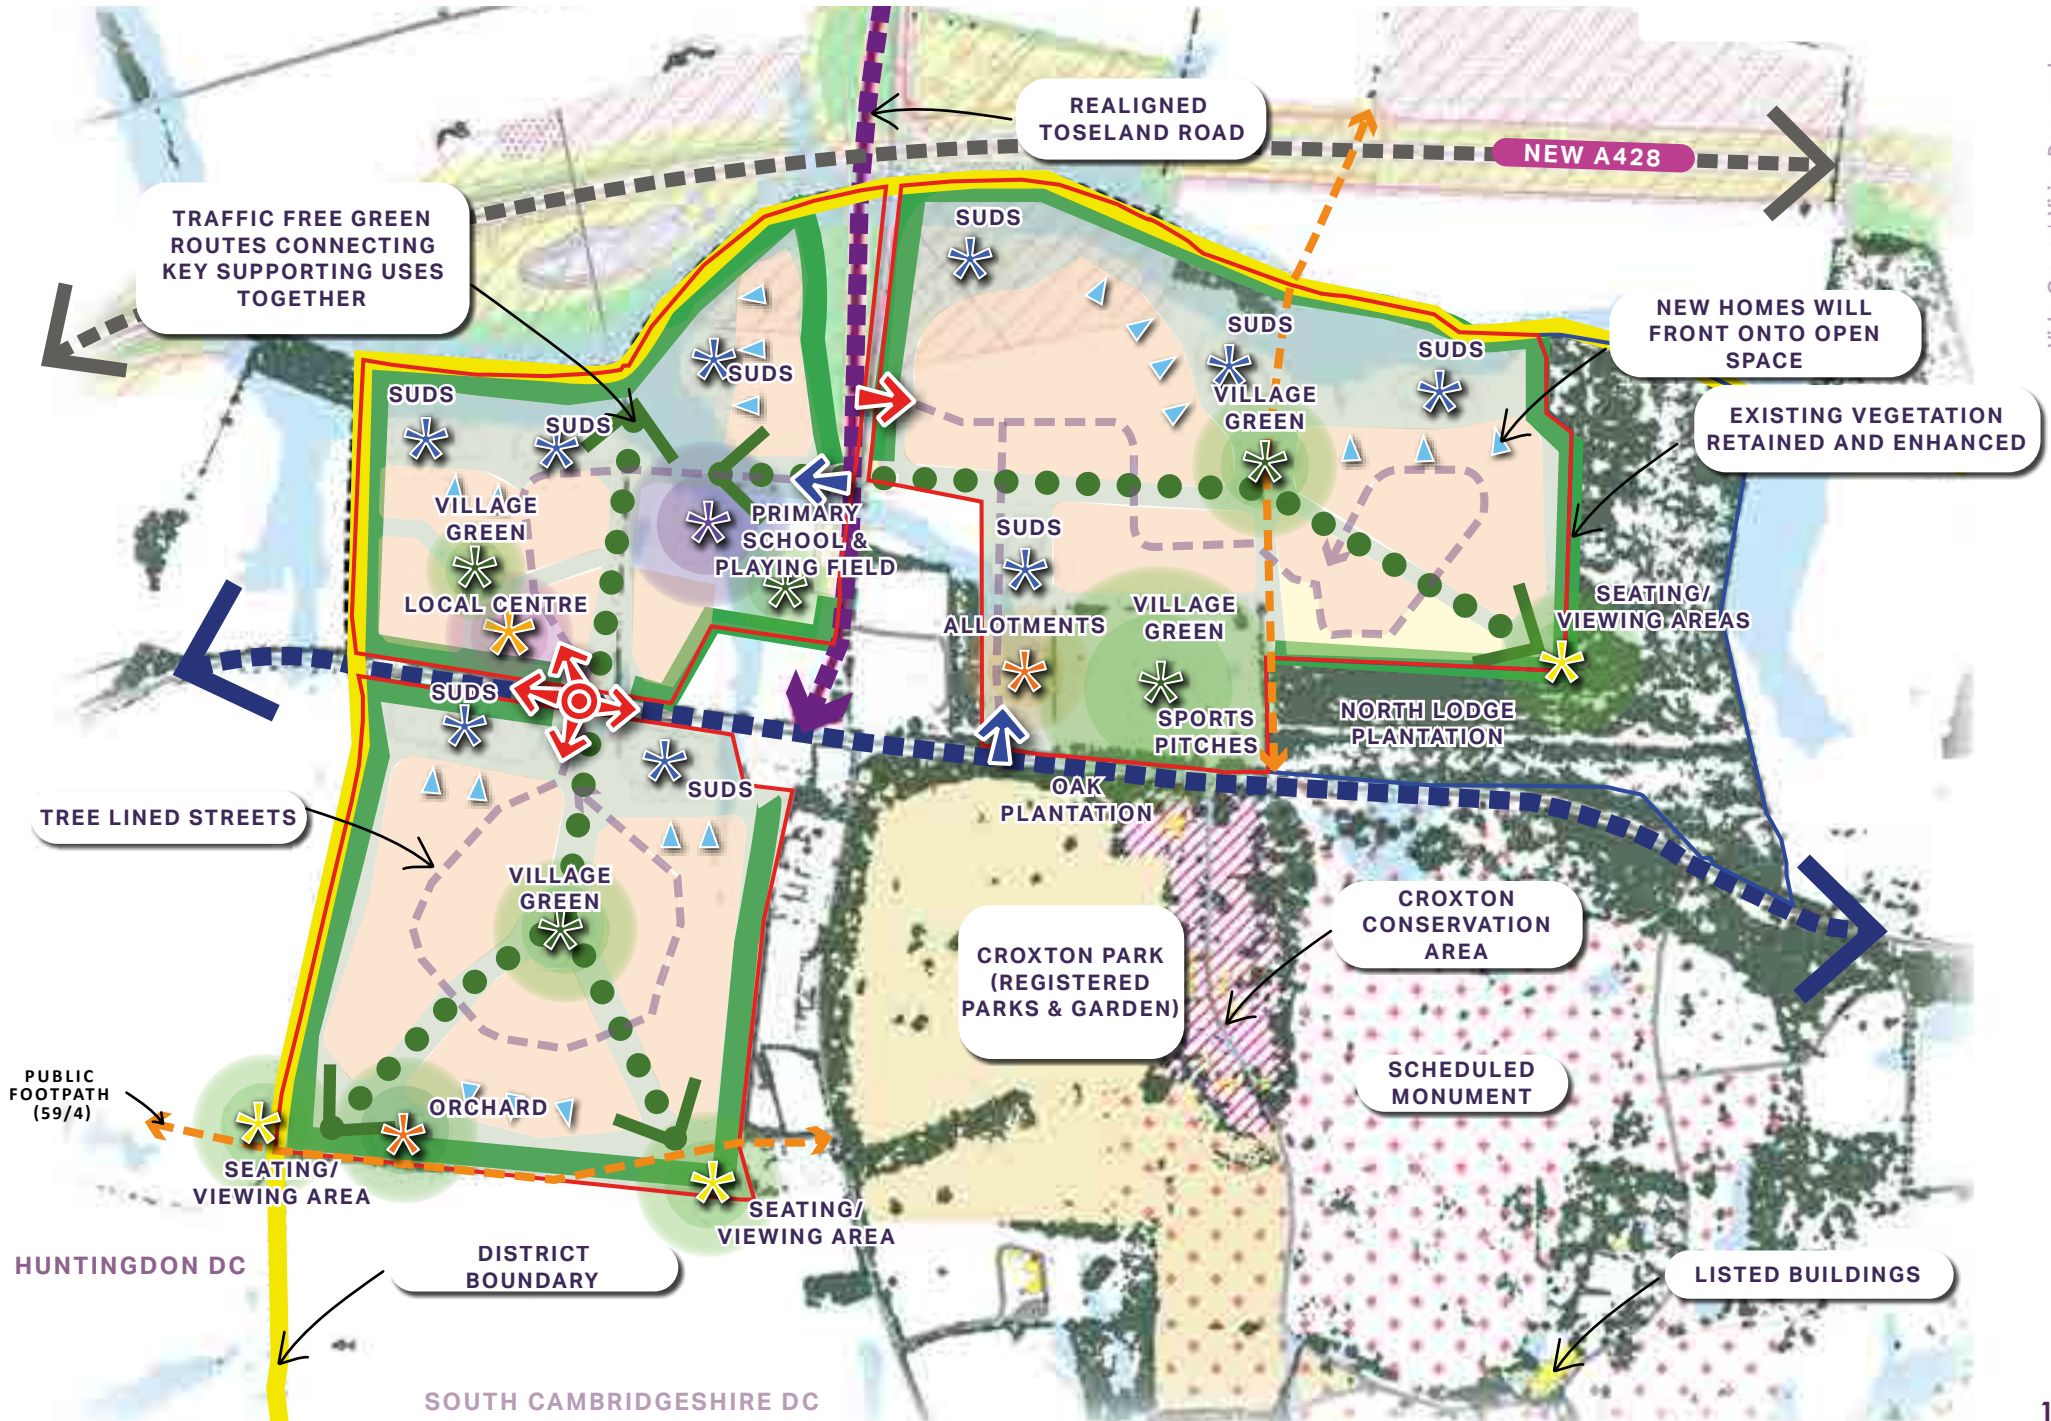 REALIGNED
TOSELAND ROAD
NEW A428
TRAFFIC FREE GREEN
ROUTES CONNECTING
KEY SUPPORTING USES
TOGETHER
SUDS
SUDS
SUDS
NEW HOMES WILL
FRONT ONTO OPEN
SPACE
SUDS
SUDS
SUDS
VILLAGE
GREEN
EXISTING VEGETATION
RETAINED AND ENHANCED
VILLAGE
GREEN
PRIMARY
SCHOOL &
PLAYING FIELD
SUDS
LOCAL CENTRE
ALLOTMENTS
VILLAGE
GREEN
SEATING/
VIEWING AREAS
SUDS
SPORTS
PITCHES
NORTH LODGE
PLANTATION
SUDS
OAK
PLANTATION
TREE LINED STREETS
VILLAGE
GREEN
CROXTON PARK
(REGISTERED
PARKS & GARDEN)
CROXTON
CONSERVATION
AREA
SCHEDULED
MONUMENT
PUBLIC
FOOTPATH
(59/4)
ORCHARD
SEATING/
VIEWING AREA
SEATING/
VIEWING AREA
HUNTINGDON DC
DISTRICT
BOUNDARY
LISTED BUILDINGS
SOUTH CAMBRIDGESHIRE DC
1